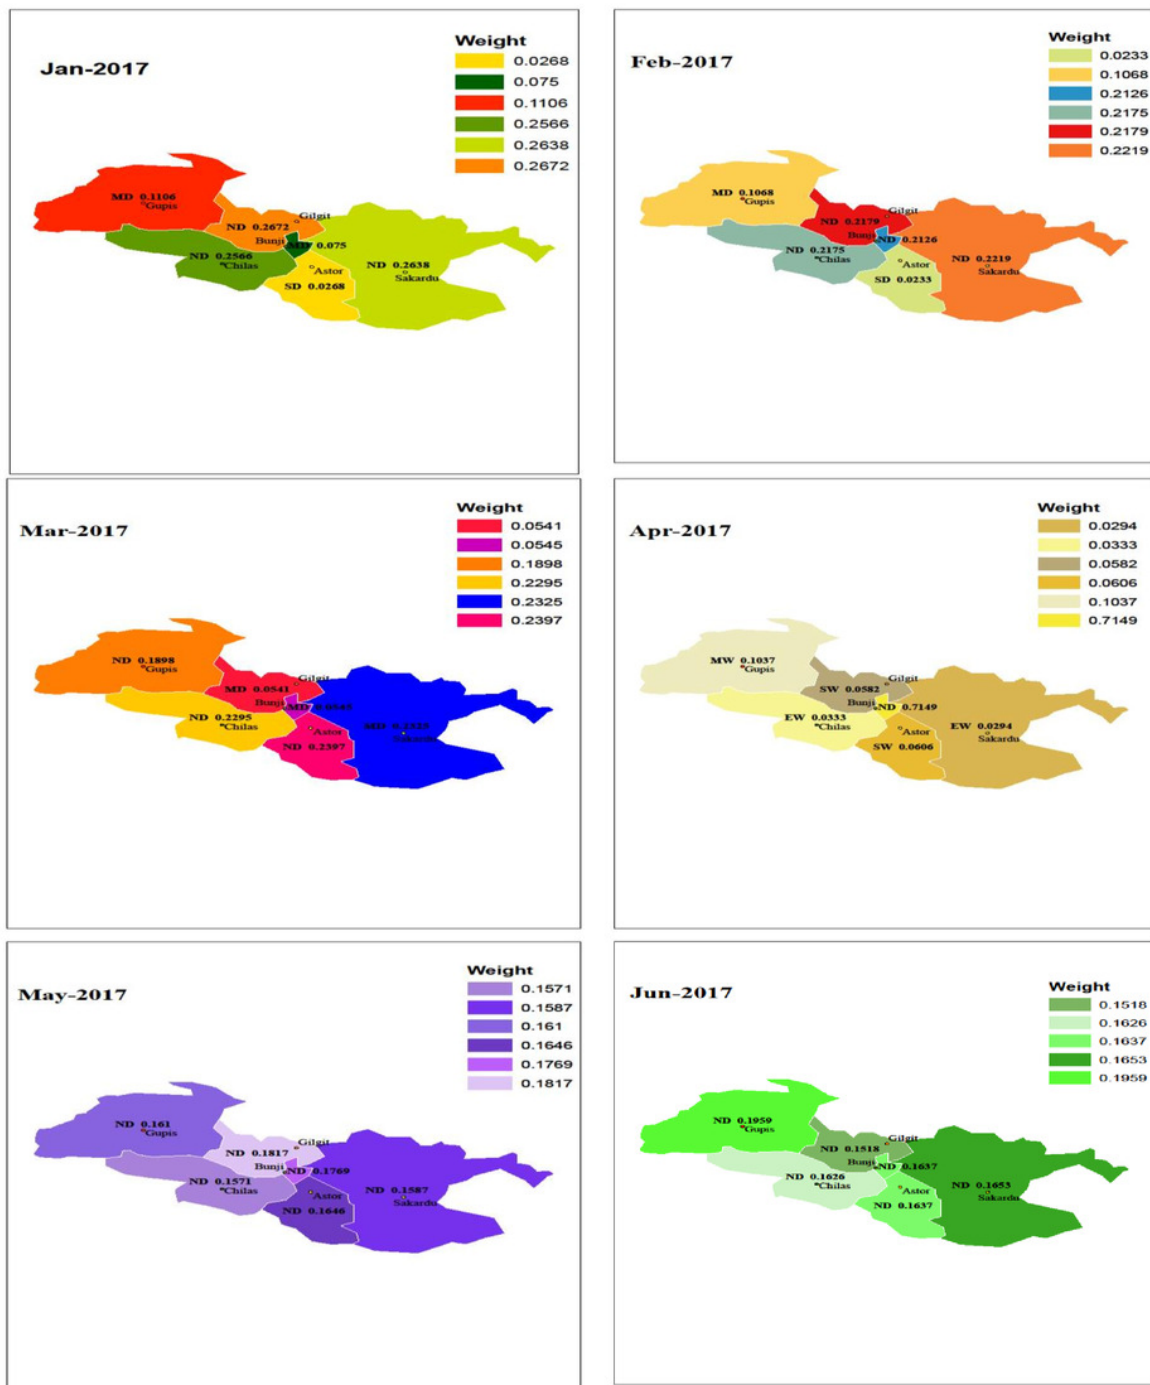 Jan-2017
Weight
0.0268
0.075
0.1106
0.2566
0.2638
0.2672
MD 0.1106
Gupis
Gilgit
ND 0.2672
Bunji
MD 0.075
ND 0.2566
Chilas
Astor
ND 0.2638
Sakardu
SD 0.0268
Feb-2017
Weight
0.0233
0.1068
0.2126
0.2175
0.2179
0.2219
MD 0.1068
Gupis
Gilgit
ND 0.2179
Bunji
ND 0.2126
ND 0.2175
Chilas
Astor
ND 0.2219
Sakardu
SD 0.0233
Mar-2017
Weight
0.0541
0.0545
0.1898
0.2295
0.2325
0.2397
ND 0.1898
Gupis
Gilgit
MD 0.0541
Bunji
MD 0.0545
ND 0.2295
Chilas
Astor
MD 0.2325
Sakardu
ND 0.2397
Apr-2017
Weight
0.0294
0.0333
0.0582
0.0606
0.1037
0.7149
MW 0.1037
Gupis
Gilgit
SW 0.0582
Bunji
ND 0.7149
EW 0.0333
Chilas
Astor
EW 0.0294
Sakardu
SW 0.0606
May-2017
Weight
0.1571
0.1587
0.161
0.1646
0.1769
0.1817
ND 0.161
Gupis
Gilgit
ND 0.1817
Bunji
ND 0.1769
ND 0.1571
Chilas
Astor
ND 0.1587
Sakardu
ND 0.1646
Jun-2017
Weight
0.1518
0.1626
0.1637
0.1653
0.1959
ND 0.1959
Gupis
Gilgit
ND 0.1518
Bunji
ND 0.1637
ND 0.1626
Chilas
Astor
ND 0.1653
Sakardu
ND 0.1637